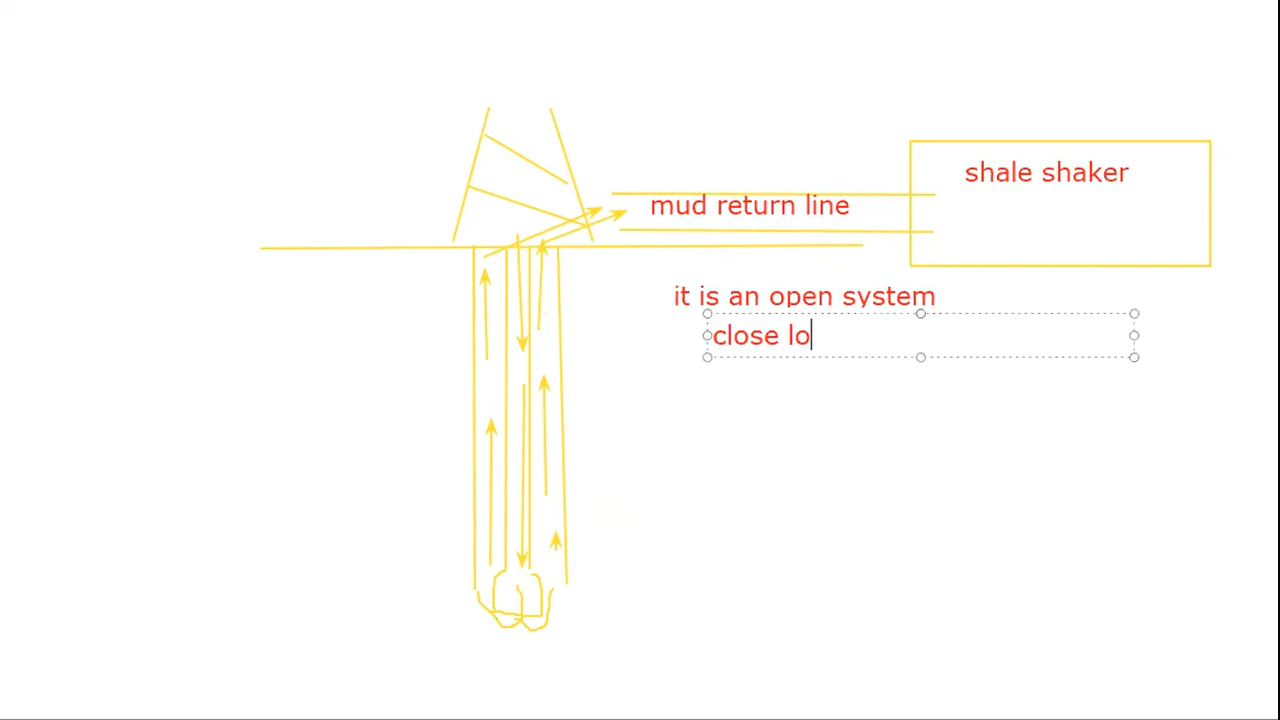 shale shaker
mud return line
it is an open system
close lo